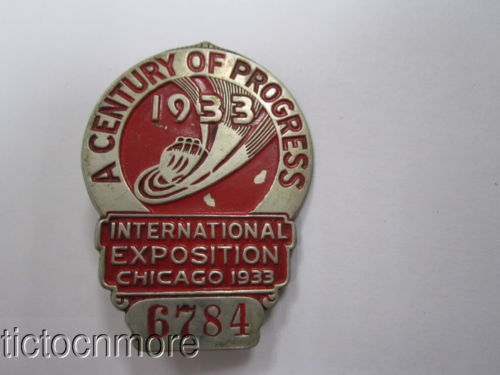 A CENTURY OF PROGRESS
1933
INTERNATIONAL
EXPOSITION
CHICAGO 1933
6784
tictocnmore